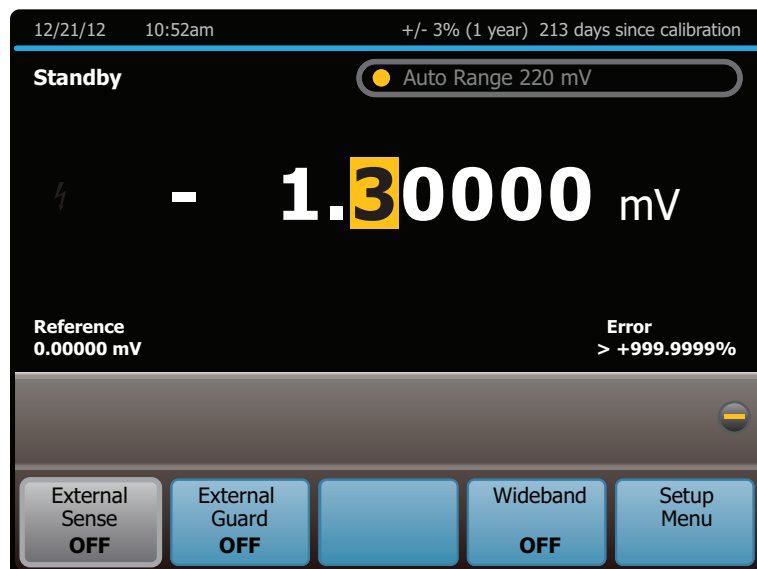 12/21/12 10:52am +/- 3% (1 year) 213 days since calibration
Standby Auto Range 220 mV
- 1.30000 mV
Reference Error
0.00000 mV > +999.9999%
External Sense OFF
External Guard OFF
Wideband OFF
Setup Menu